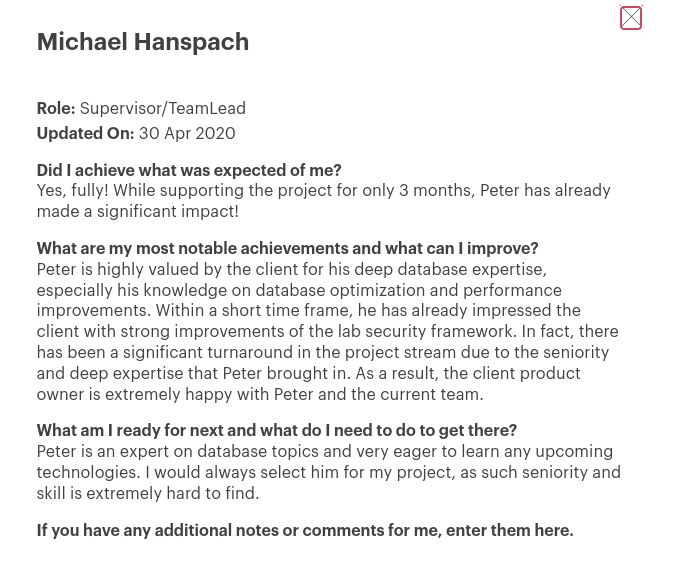 Michael Hanspach
Role: Supervisor/TeamLead
Updated On: 30 Apr 2020
Did I achieve what was expected of me?
Yes, fully! While supporting the project for only 3 months, Peter has already
made a significant impact!
What are my most notable achievements and what can I improve?
Peter is highly valued by the client for his deep database expertise,
especially his knowledge on database optimization and performance
improvements. Within a short time frame, he has already impressed the
client with strong improvements of the lab security framework. In fact, there
has been a significant turnaround in the project stream due to the seniority
and deep expertise that Peter brought in. As a result, the client product
owner is extremely happy with Peter and the current team.
What am I ready for next and what do I need to do to get there?
Peter is an expert on database topics and very eager to learn any upcoming
technologies. I would always select him for my project, as such seniority and
skill is extremely hard to find.
If you have any additional notes or comments for me, enter them here.